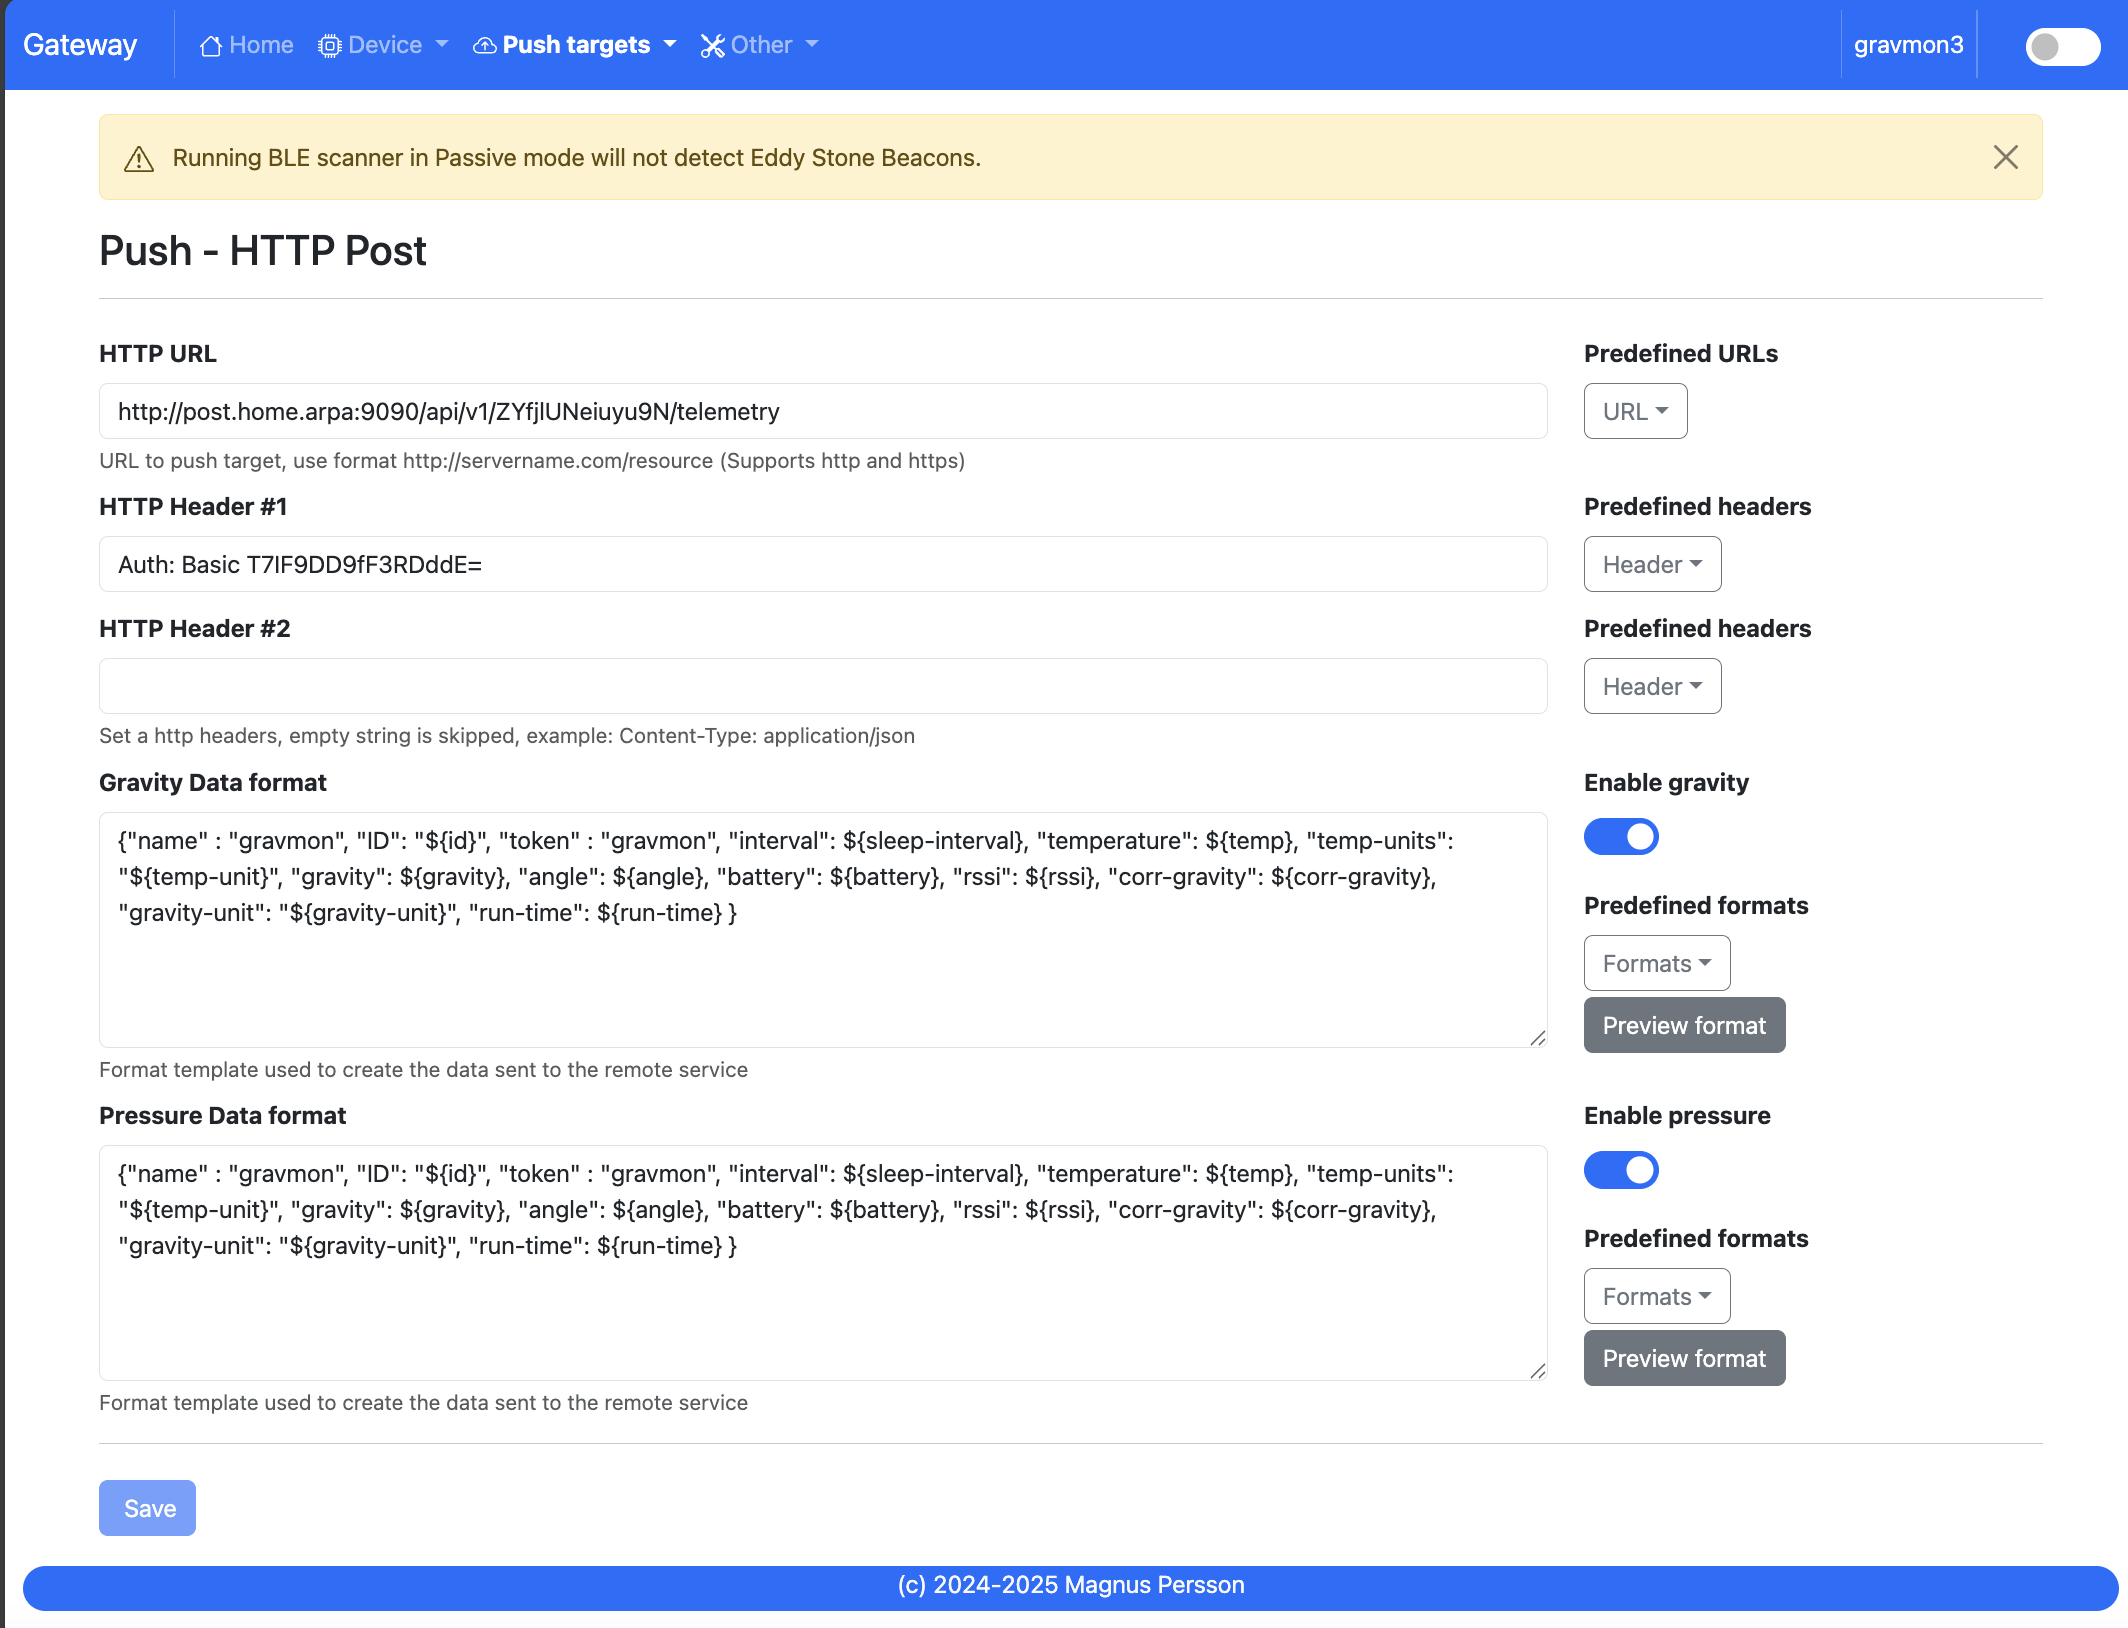 Gateway Home Device Push targets Other gravmon3
Running BLE scanner in Passive mode will not detect Eddy Stone Beacons.
Push - HTTP Post
HTTP URL
Predefined URLs
http://post.home.arpa:9090/api/v1/ZYfjlUNeiuyu9N/telemetry
URL
URL to push target, use format http://servername.com/resource (Supports http and https)
HTTP Header #1
Predefined headers
Auth: Basic T7IF9DD9fF3RDddE=
Header
HTTP Header #2
Predefined headers
Header
Set a http headers, empty string is skipped, example: Content-Type: application/json
Gravity Data format
Enable gravity
{"name" : "gravmon", "ID": "${id}", "token" : "gravmon", "interval": ${sleep-interval}, "temperature": ${temp}, "temp-units":
"${temp-unit}", "gravity": ${gravity}, "angle": ${angle}, "battery": ${battery}, "rssi": ${rssi}, "corr-gravity": ${corr-gravity},
"gravity-unit": "${gravity-unit}", "run-time": ${run-time} }
Predefined formats
Formats
Preview format
Format template used to create the data sent to the remote service
Pressure Data format
Enable pressure
{"name" : "gravmon", "ID": "${id}", "token" : "gravmon", "interval": ${sleep-interval}, "temperature": ${temp}, "temp-units":
"${temp-unit}", "gravity": ${gravity}, "angle": ${angle}, "battery": ${battery}, "rssi": ${rssi}, "corr-gravity": ${corr-gravity},
"gravity-unit": "${gravity-unit}", "run-time": ${run-time} }
Predefined formats
Formats
Preview format
Format template used to create the data sent to the remote service
Save
(c) 2024-2025 Magnus Persson